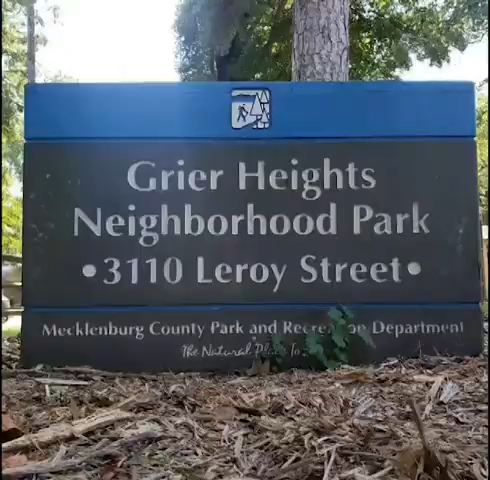 Grier Heights
Neighborhood Park
•3110 Leroy Street•
Mecklenburg County Park and Recreation Department
The Natural Place To